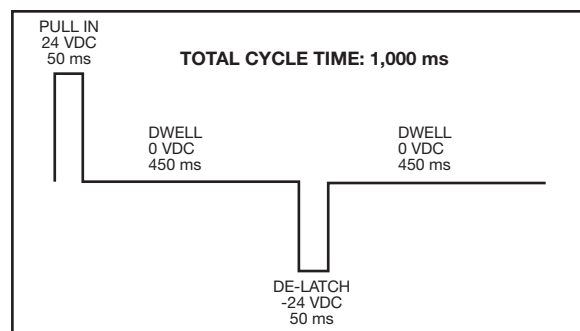 PULL IN
24 VDC
50 ms
TOTAL CYCLE TIME: 1,000 ms
DWELL
0 VDC
450 ms
DWELL
0 VDC
450 ms
DE-LATCH
-24 VDC
50 ms